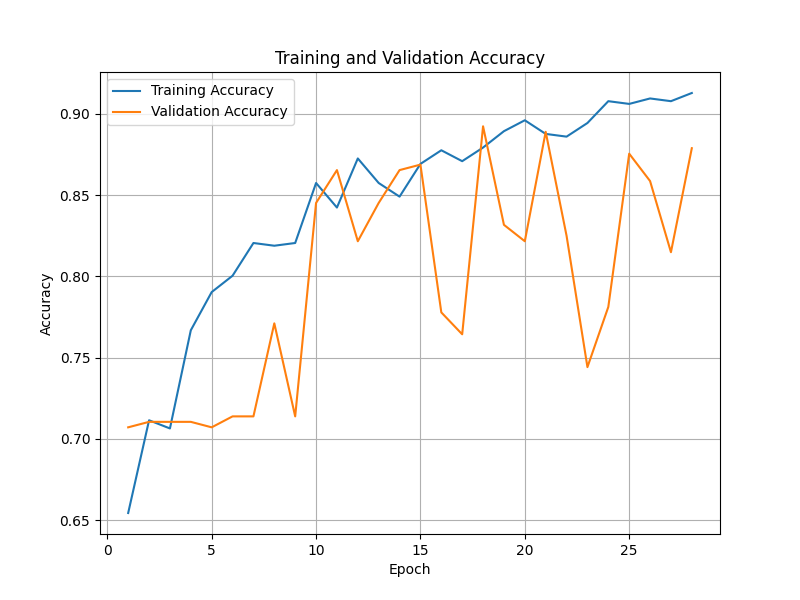 Training and Validation Accuracy
Training Accuracy
Validation Accuracy
0.90
0.85
0.80
0.75
0.70
0.65
Accuracy
0 5 10 15 20 25
Epoch